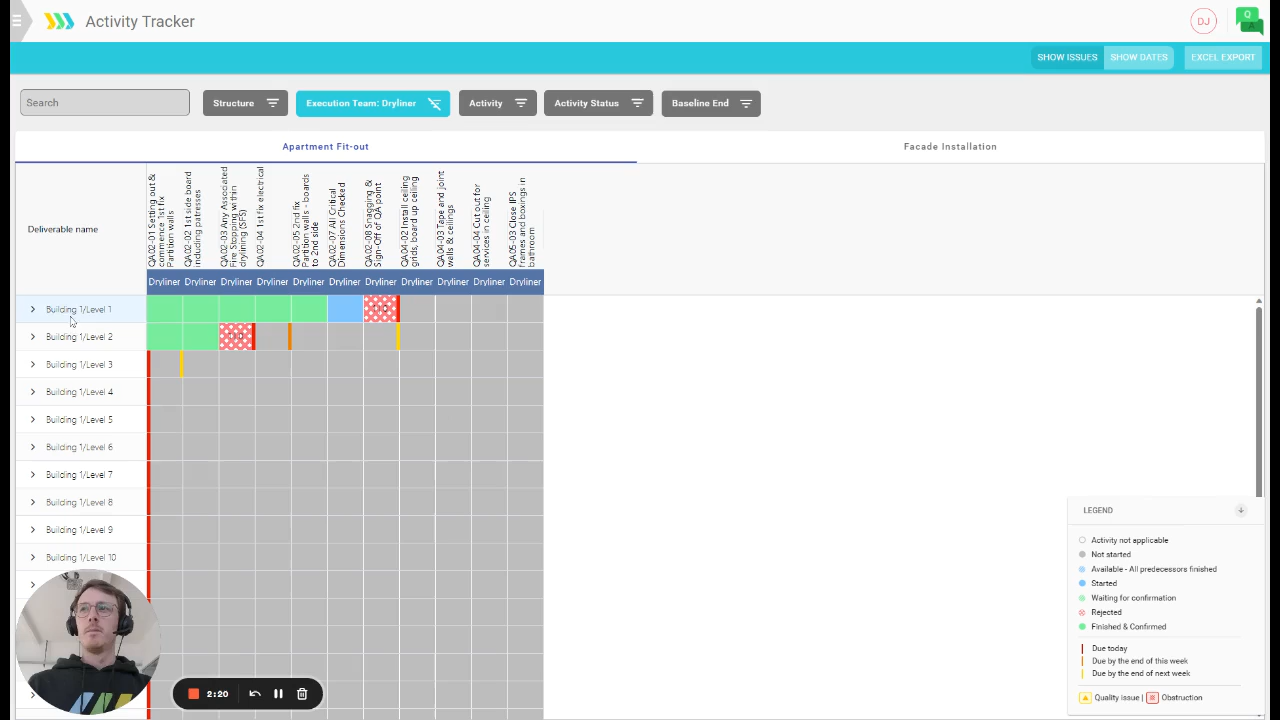 Activity Tracker
DJ
Q
A
SHOW ISSUES
SHOW DATES
EXCEL EXPORT
Search
Structure
Execution Team: Dryliner
Activity
Activity Status
Baseline End
Apartment Fit-out
Facade Installation
Deliverable name
QA02-01 Setting out &
commence 1st fix
Partition walls
QA02-02 1st side board
including patresses
QA02-03 Any Associated
Fire Stopping within
drylining (SFS)
QA02-04 1st fix electrical
QA02-05 2nd fix
Partition walls - boards
to 2nd side
QA02-07 All Critical
Dimensions Checked
QA02-08 Snagging &
Sign-Off of QA point
QA04-02 Install ceiling
grids, board up ceiling
QA04-03 Tape and joint
walls & ceilings
QA04-04 Cut out for
services in ceiling
QA05-03 Close IPS
frames and boxings in
bathroom
Dryliner Dryliner Dryliner Dryliner Dryliner Dryliner Dryliner Dryliner Dryliner Dryliner Dryliner
Building 1/Level 1
Building 1/Level 2
Building 1/Level 3
Building 1/Level 4
Building 1/Level 5
Building 1/Level 6
Building 1/Level 7
Building 1/Level 8
Building 1/Level 9
Building 1/Level 10
LEGEND
Activity not applicable
Not started
Available - All predecessors finished
Started
Waiting for confirmation
Rejected
Finished & Confirmed
Due today
Due by the end of this week
Due by the end of next week
Quality issue | Obstruction
2:20